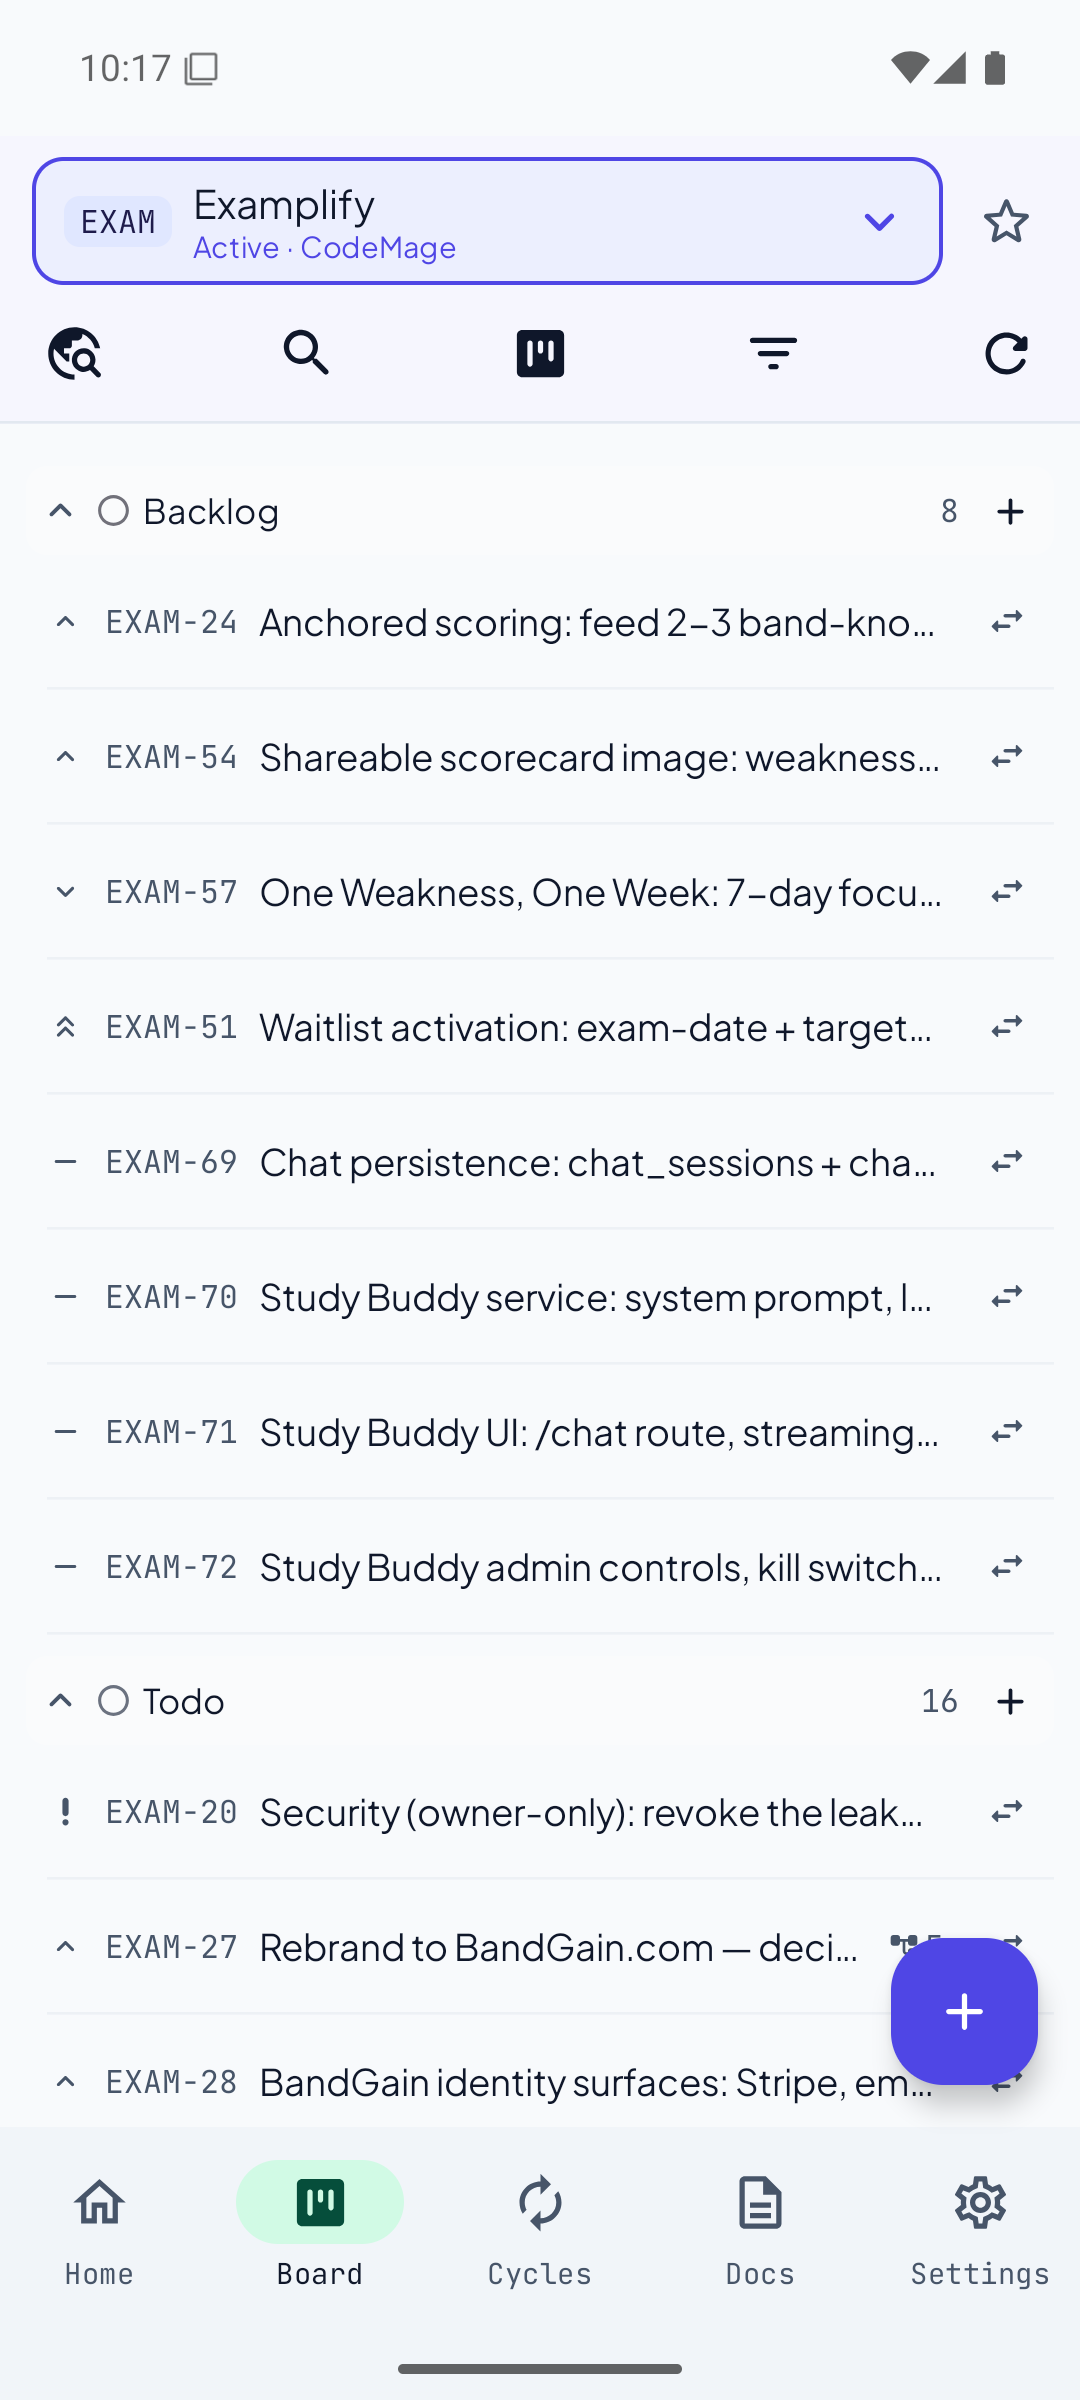 10:17
EXAM
Examplify
Active · CodeMage
Backlog
8
EXAM-24 Anchored scoring: feed 2–3 band-kno...
EXAM-54 Shareable scorecard image: weakness...
EXAM-57 One Weakness, One Week: 7-day focu...
EXAM-51 Waitlist activation: exam-date + target...
EXAM-69 Chat persistence: chat_sessions + cha...
EXAM-70 Study Buddy service: system prompt, l...
EXAM-71 Study Buddy UI: /chat route, streaming...
EXAM-72 Study Buddy admin controls, kill switch...
Todo
16
EXAM-20 Security (owner-only): revoke the leak...
EXAM-27 Rebrand to BandGain.com — deci...
EXAM-28 BandGain identity surfaces: Stripe, em...
Home
Board
Cycles
Docs
Settings